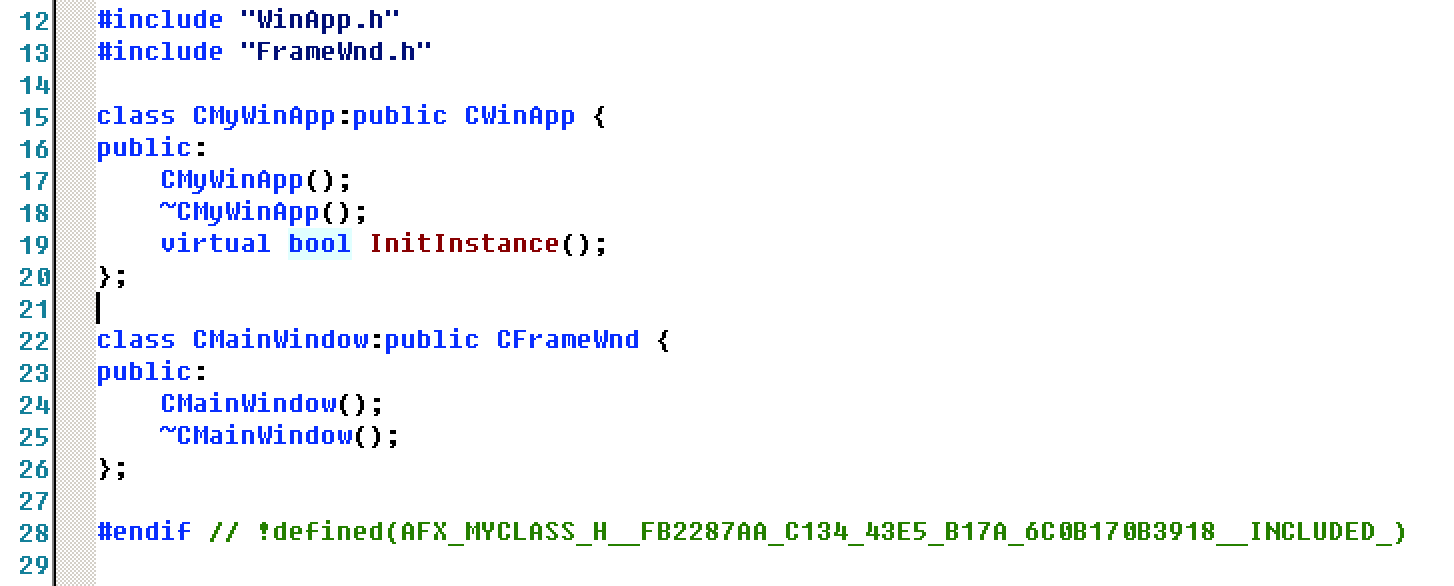 12 #include "WinApp.h"
13 #include "FrameWnd.h"
14
15 class CMyWinApp:public CWinApp {
16 public:
17     CMyWinApp();
18     ~CMyWinApp();
19     virtual bool InitInstance();
20 };
21
22 class CMainWindow:public CFrameWnd {
23 public:
24     CMainWindow();
25     ~CMainWindow();
26 };
27
28 #endif // !defined(AFX_MYCLASS_H__FB2287AA_C134_43E5_B17A_6C0B170B3918__INCLUDED_)
29